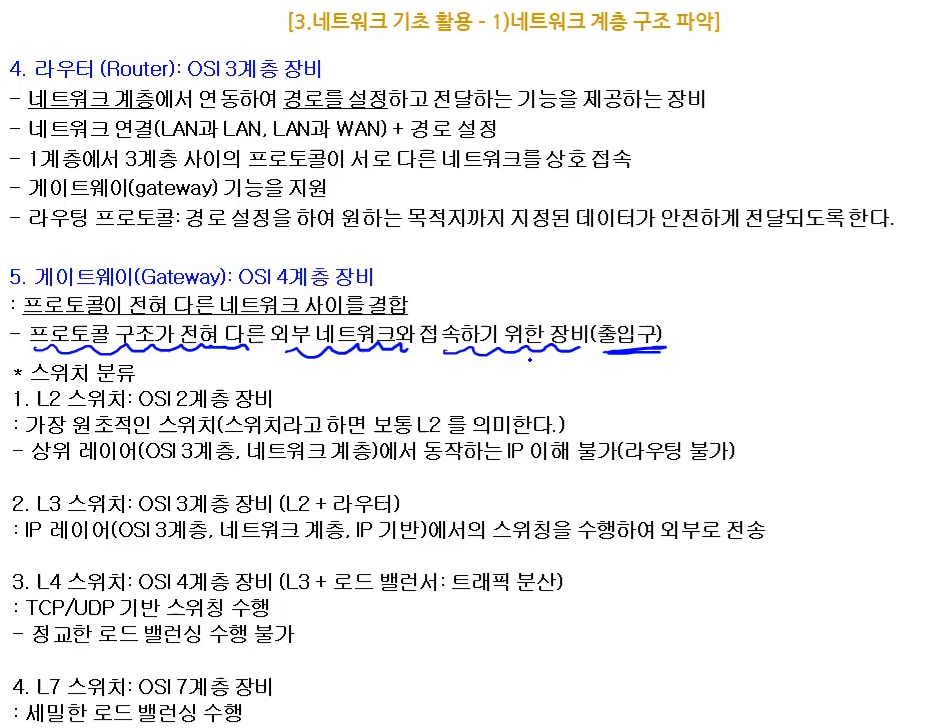 [3.네트워크 기초 활용 - 1)네트워크 계층 구조 파악]
4. 라우터 (Router): OSI 3계층 장비
- 네트워크 계층에서 연동하여 경로를 설정하고 전달하는 기능을 제공하는 장비
- 네트워크 연결(LAN과 LAN, LAN과 WAN) + 경로 설정
- 1계층에서 3계층 사이의 프로토콜이 서로 다른 네트워크를 상호 접속
- 게이트웨이(gateway) 기능을 지원
- 라우팅 프로토콜: 경로 설정을 하여 원하는 목적지까지 지정된 데이터가 안전하게 전달되도록 한다.
5. 게이트웨이(Gateway): OSI 4계층 장비
: 프로토콜이 전혀 다른 네트워크 사이를 결합
- 프로토콜 구조가 전혀 다른 외부 네트워크와 접속하기 위한 장비(출입구)
* 스위치 분류
1. L2 스위치: OSI 2계층 장비
: 가장 원초적인 스위치(스위치라고 하면 보통 L2 를 의미한다.)
- 상위 레이어(OSI 3계층, 네트워크 계층)에서 동작하는 IP 이해 불가(라우팅 불가)
2. L3 스위치: OSI 3계층 장비 (L2 + 라우터)
: IP 레이어(OSI 3계층, 네트워크 계층, IP 기반)에서의 스위칭을 수행하여 외부로 전송
3. L4 스위치: OSI 4계층 장비 (L3 + 로드 밸런서: 트래픽 분산)
: TCP/UDP 기반 스위칭 수행
- 정교한 로드 밸런싱 수행 불가
4. L7 스위치: OSI 7계층 장비
: 세밀한 로드 밸런싱 수행